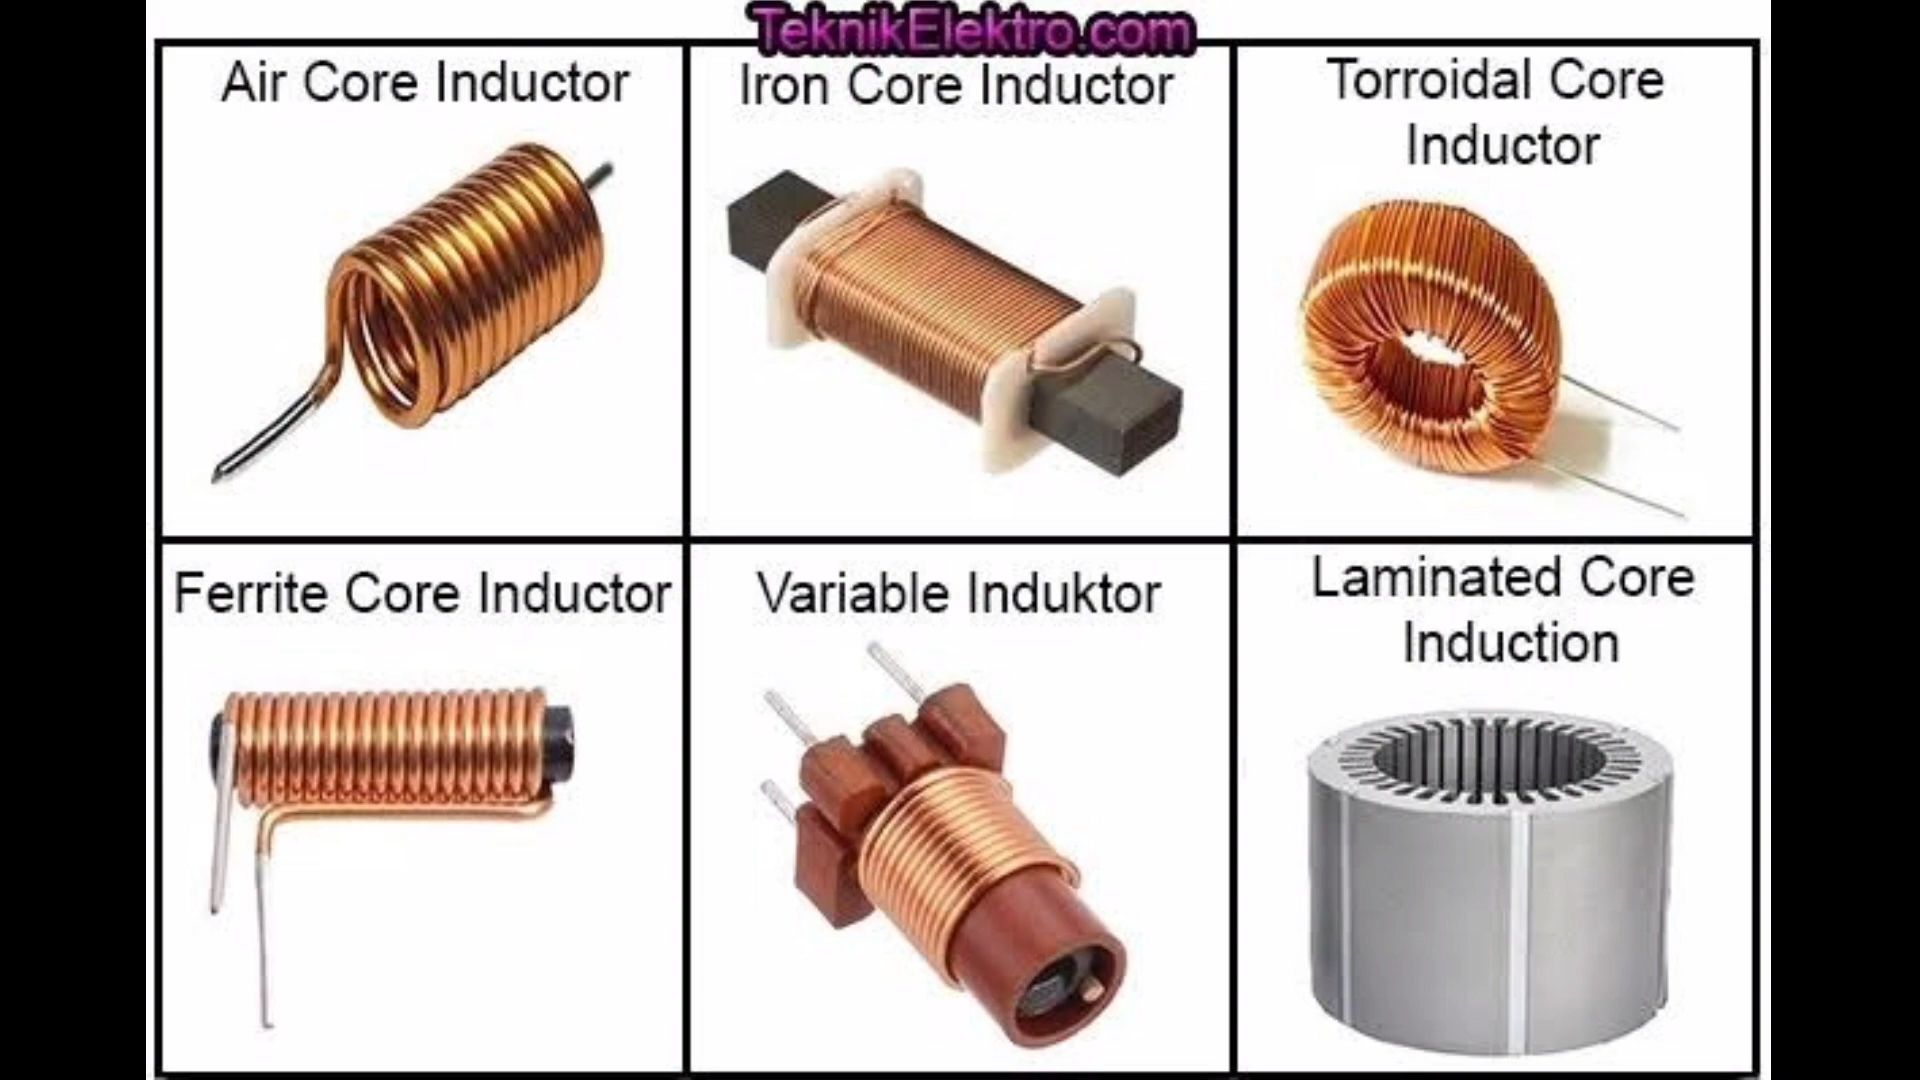 TeknikElektro.com
Air Core Inductor
Iron Core Inductor
Torroidal Core
Inductor
Ferrite Core Inductor
Variable Induktor
Laminated Core
Induction